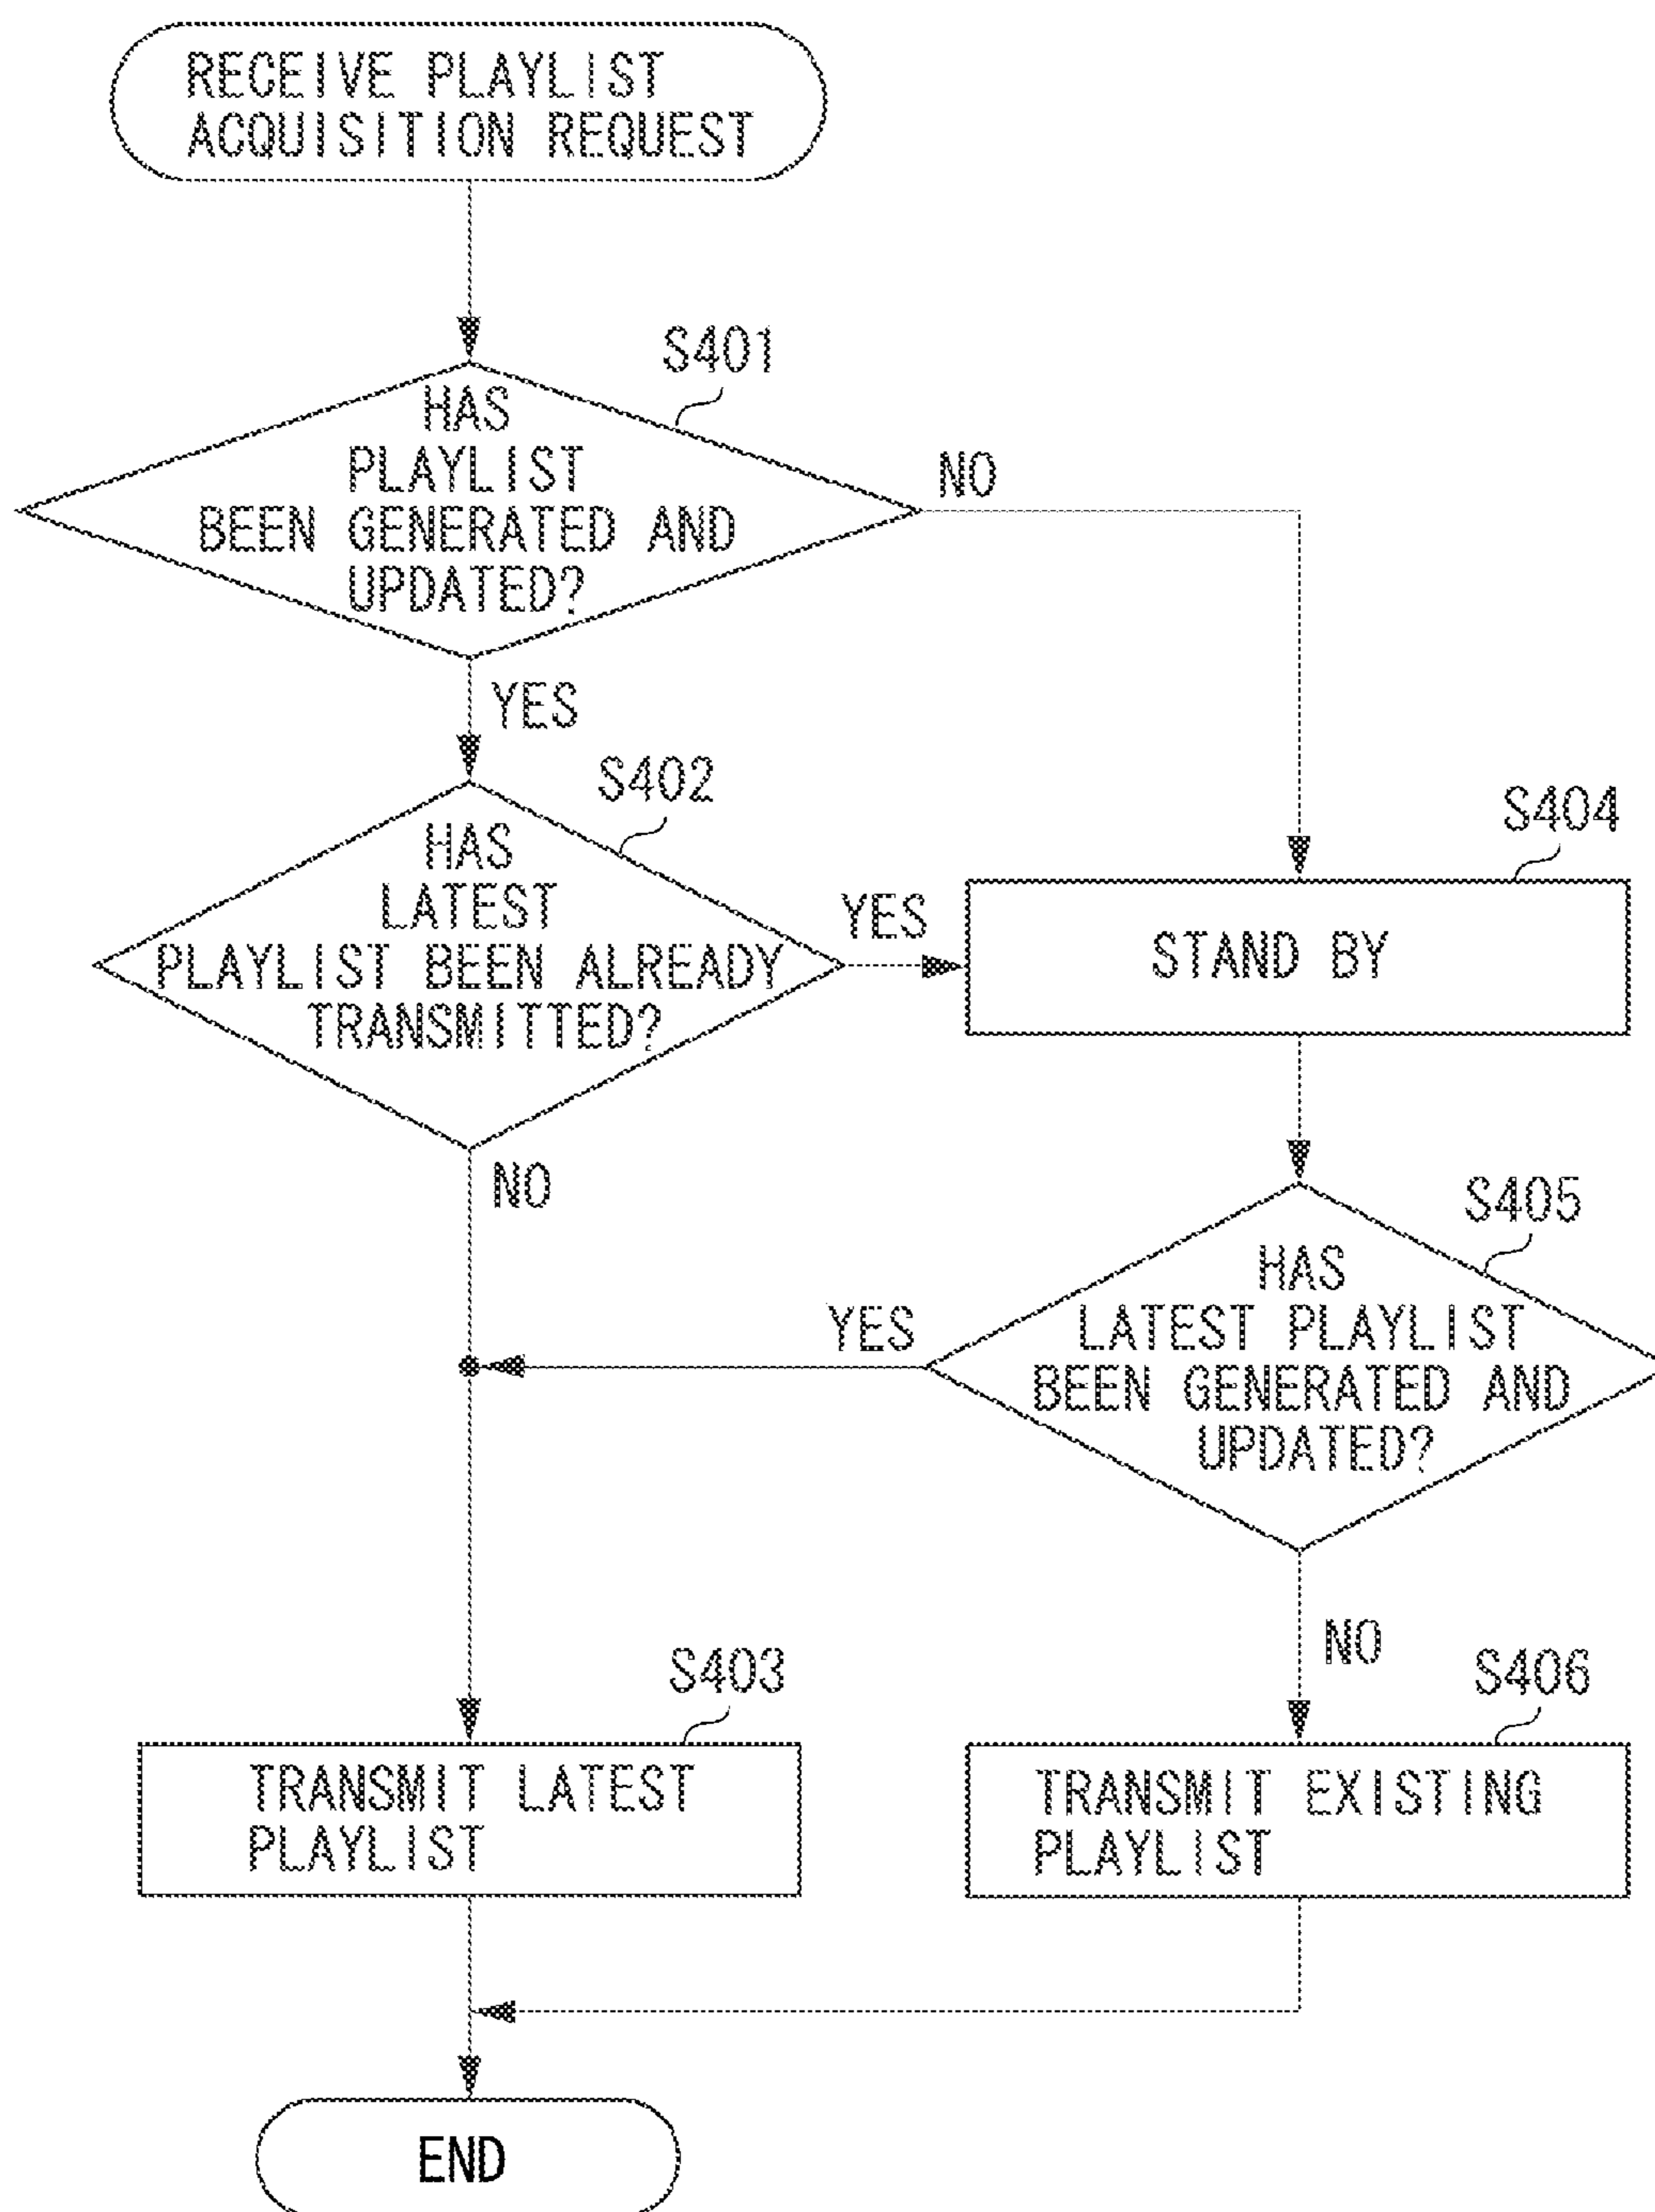 RECEIVE PLAYLIST
ACQUISITION REQUEST
S401
HAS
PLAYLIST
BEEN GENERATED AND
UPDATED?
NO
YES
S402
HAS
LATEST
PLAYLIST BEEN ALREADY
TRANSMITTED?
YES
NO
S404
STAND BY
S405
HAS
LATEST PLAYLIST
BEEN GENERATED AND
UPDATED?
YES
NO
S403
TRANSMIT LATEST
PLAYLIST
S406
TRANSMIT EXISTING
PLAYLIST
END